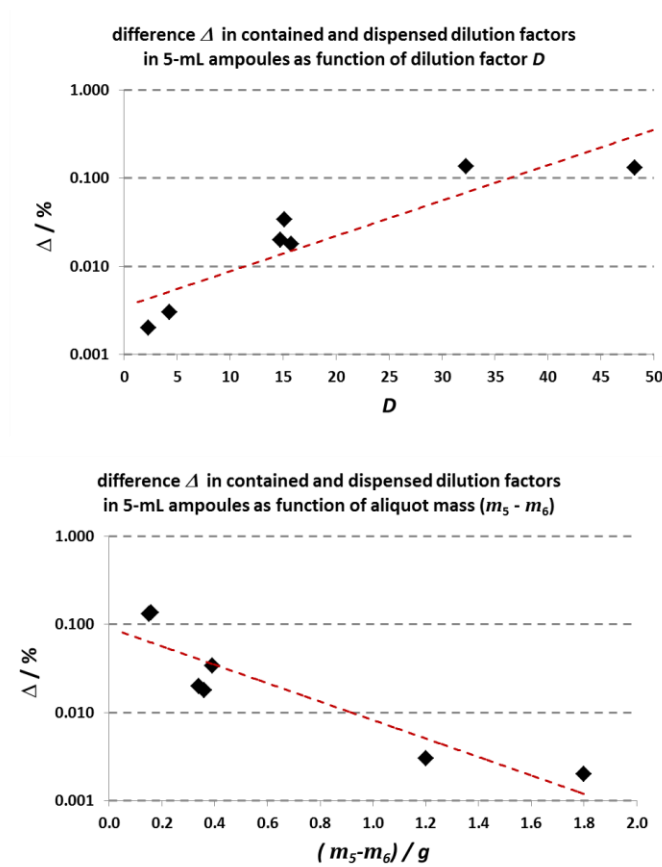 difference Δ in contained and dispensed dilution factors
in 5-mL ampoules as function of dilution factor D
1.000
0.100
0.010
0.001
Δ / %
0 5 10 15 20 25 30 35 40 45 50
D
difference Δ in contained and dispensed dilution factors
in 5-mL ampoules as function of aliquot mass (m₅ - m₆)
1.000
0.100
0.010
0.001
Δ / %
0.0 0.2 0.4 0.6 0.8 1.0 1.2 1.4 1.6 1.8 2.0
(m₅-m₆) / g